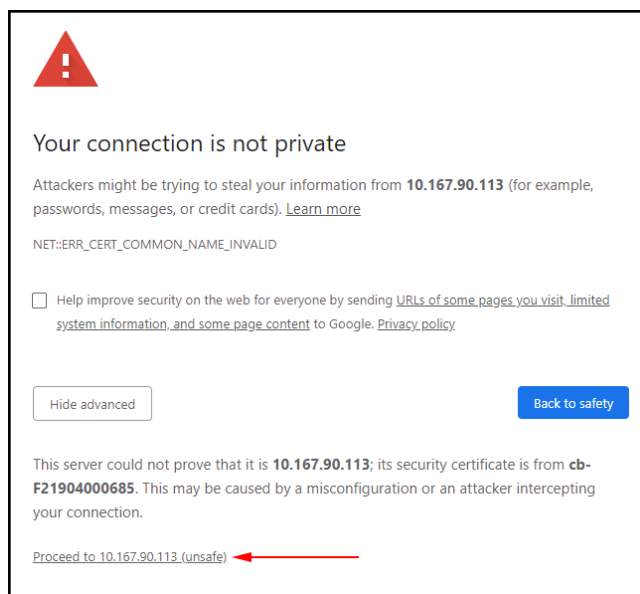 Your connection is not private
Attackers might be trying to steal your information from 10.167.90.113 (for example,
passwords, messages, or credit cards). Learn more
NET::ERR_CERT_COMMON_NAME_INVALID
Help improve security on the web for everyone by sending URLs of some pages you visit, limited
system information, and some page content to Google. Privacy policy
Hide advanced
Back to safety
This server could not prove that it is 10.167.90.113; its security certificate is from cb-
F21904000685. This may be caused by a misconfiguration or an attacker intercepting
your connection.
Proceed to 10.167.90.113 (unsafe)